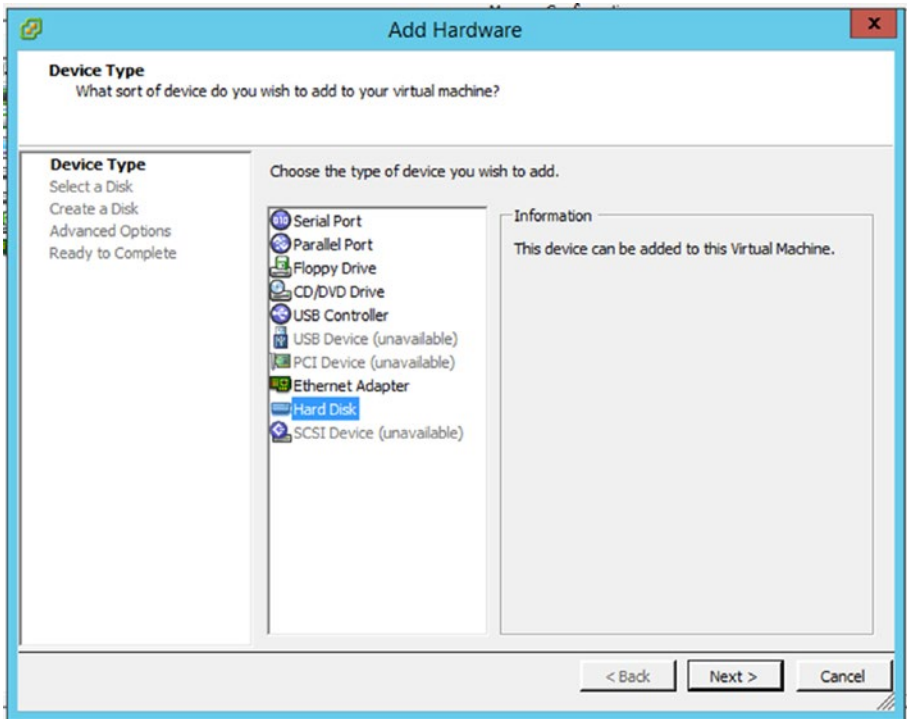 Add Hardware
x
Device Type
What sort of device do you wish to add to your virtual machine?
Device Type
Select a Disk
Create a Disk
Advanced Options
Ready to Complete
Choose the type of device you wish to add.
Serial Port
Parallel Port
Floppy Drive
CD/DVD Drive
USB Controller
USB Device (unavailable)
PCI Device (unavailable)
Ethernet Adapter
Hard Disk
SCSI Device (unavailable)
Information
This device can be added to this Virtual Machine.
< Back
Next >
Cancel